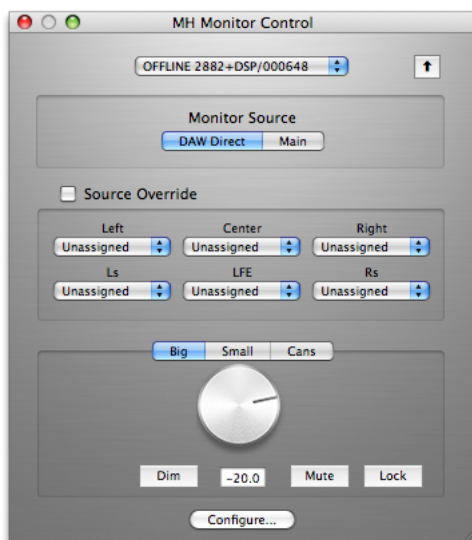 MH Monitor Control
OFFLINE 2882+DSP/000648
Monitor Source
DAW Direct Main
Source Override
Left Center Right
Unassigned Unassigned Unassigned
Ls LFE Rs
Unassigned Unassigned Unassigned
Big Small Cans
Dim -20.0 Mute Lock
Configure...